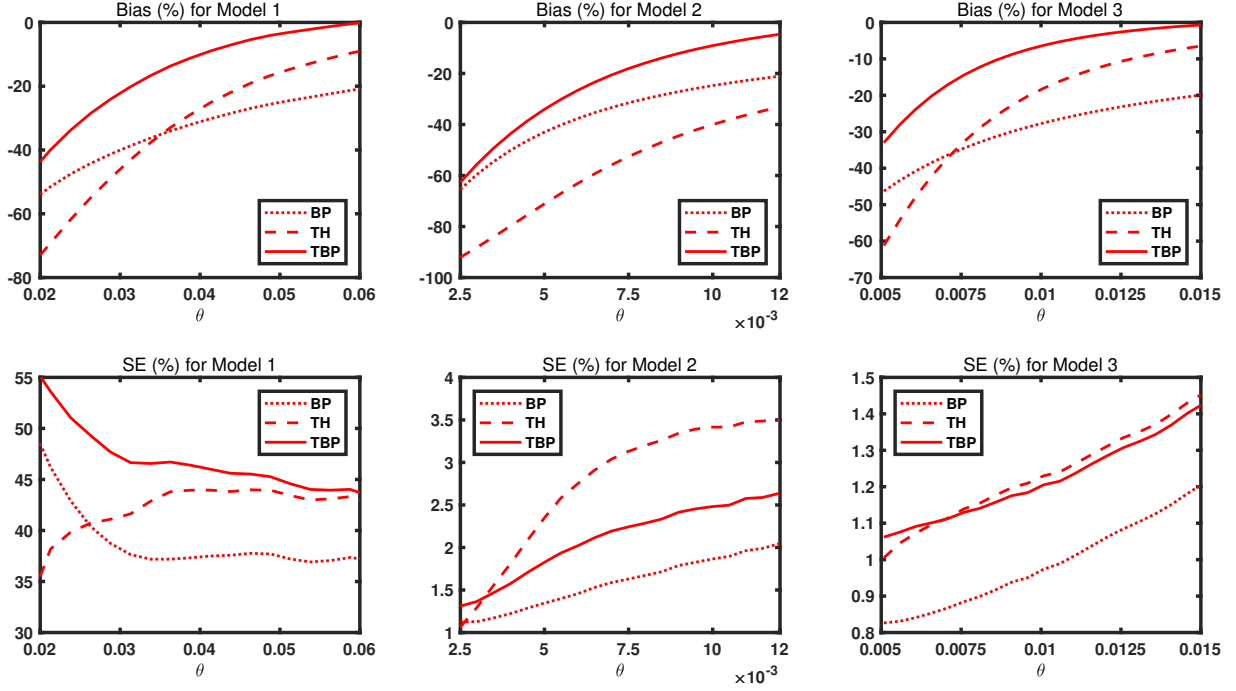 Bias (%) for Model 1
0
-20
-40
-60
-80
0.02 0.03 0.04 0.05 0.06
θ
BP
TH
TBP
Bias (%) for Model 2
0
-20
-40
-60
-80
-100
2.5 5 7.5 10 12
θ
×10⁻³
BP
TH
TBP
Bias (%) for Model 3
0
-10
-20
-30
-40
-50
-60
-70
0.005 0.0075 0.01 0.0125 0.015
θ
BP
TH
TBP
SE (%) for Model 1
55
50
45
40
35
30
0.02 0.03 0.04 0.05 0.06
θ
BP
TH
TBP
SE (%) for Model 2
4
3.5
3
2.5
2
1.5
1
2.5 5 7.5 10 12
θ
×10⁻³
BP
TH
TBP
SE (%) for Model 3
1.5
1.4
1.3
1.2
1.1
1
0.9
0.8
0.005 0.0075 0.01 0.0125 0.015
θ
BP
TH
TBP